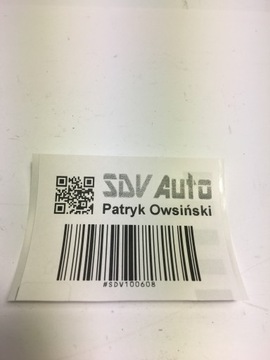 SDV Auto
Patryk Owsiński
#SDV100608